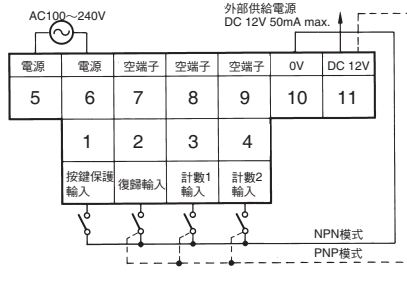 AC100～240V
外部供給電源
DC 12V 50mA max.
電源 電源 空端子 空端子 空端子 0V DC 12V
5 6 7 8 9 10 11
1 2 3 4
按鍵保護輸入 復歸輸入 計數1輸入 計數2輸入
NPN模式
PNP模式